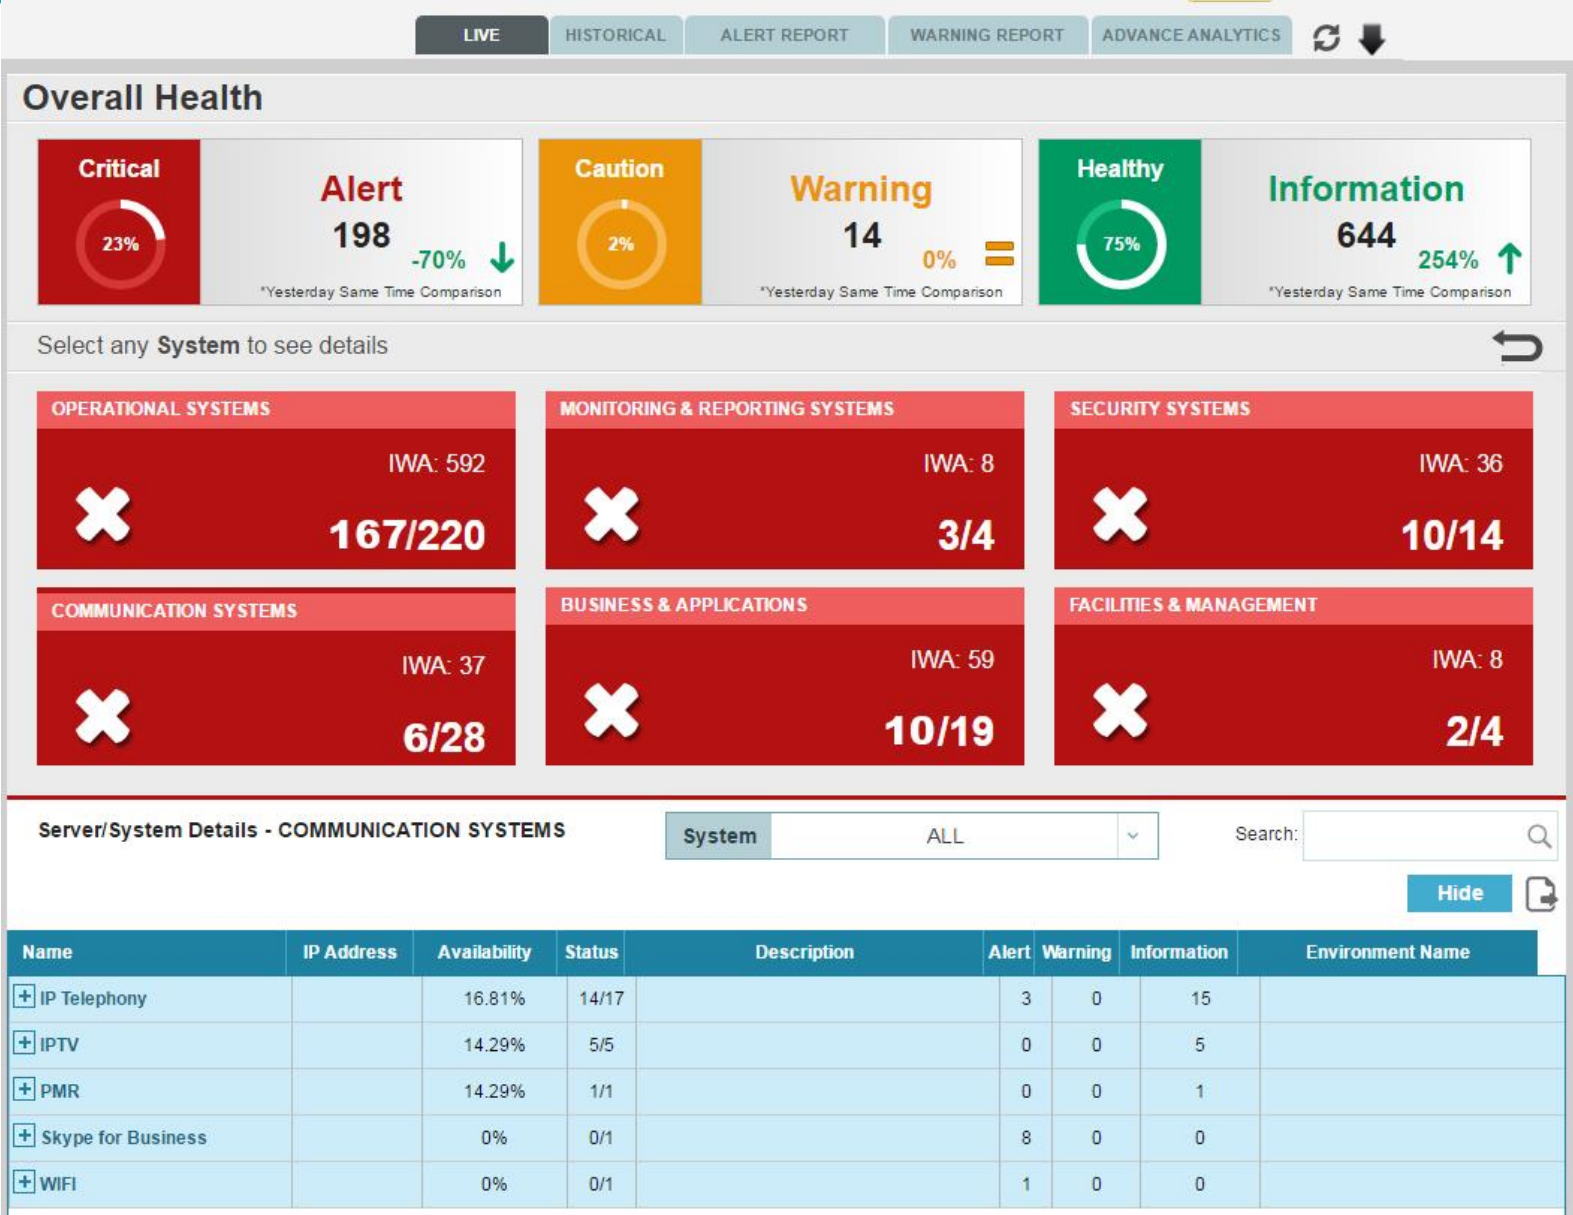 LIVE HISTORICAL ALERT REPORT WARNING REPORT ADVANCE ANALYTICS
Overall Health
Critical
23%
Alert
198
-70%
*Yesterday Same Time Comparison
Caution
2%
Warning
14
0%
*Yesterday Same Time Comparison
Healthy
75%
Information
644
254%
*Yesterday Same Time Comparison
Select any System to see details
OPERATIONAL SYSTEMS
IWA: 592
167/220
MONITORING & REPORTING SYSTEMS
IWA: 8
3/4
SECURITY SYSTEMS
IWA: 36
10/14
COMMUNICATION SYSTEMS
IWA: 37
6/28
BUSINESS & APPLICATIONS
IWA: 59
10/19
FACILITIES & MANAGEMENT
IWA: 8
2/4
Server/System Details - COMMUNICATION SYSTEMS System ALL Search:
Hide
Name IP Address Availability Status Description Alert Warning Information Environment Name
IP Telephony 16.81% 14/17 3 0 15
IPTV 14.29% 5/5 0 0 5
PMR 14.29% 1/1 0 0 1
Skype for Business 0% 0/1 8 0 0
WIFI 0% 0/1 1 0 0